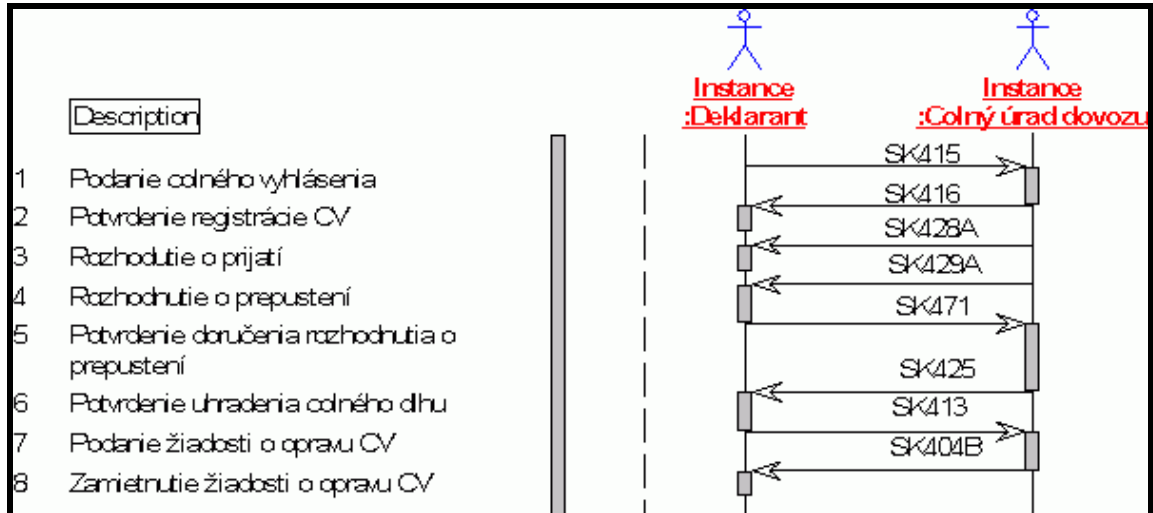 Instance
:Deklarant
Instance
:Colný úrad dovozu
Description
SK415
1 Podanie colného vyhlásenia
SK416
2 Potvrdenie registrácie CV
SK428A
3 Rozhodutie o prijatí
SK429A
4 Rozhodnutie o prepustení
SK471
5 Potvrdenie doručenia rozhodnutia o
prepustení
SK425
6 Potvrdenie uhradenia colného dlhu
SK413
7 Podanie žiadosti o opravu CV
SK404B
8 Zamietnutie žiadosti o opravu CV